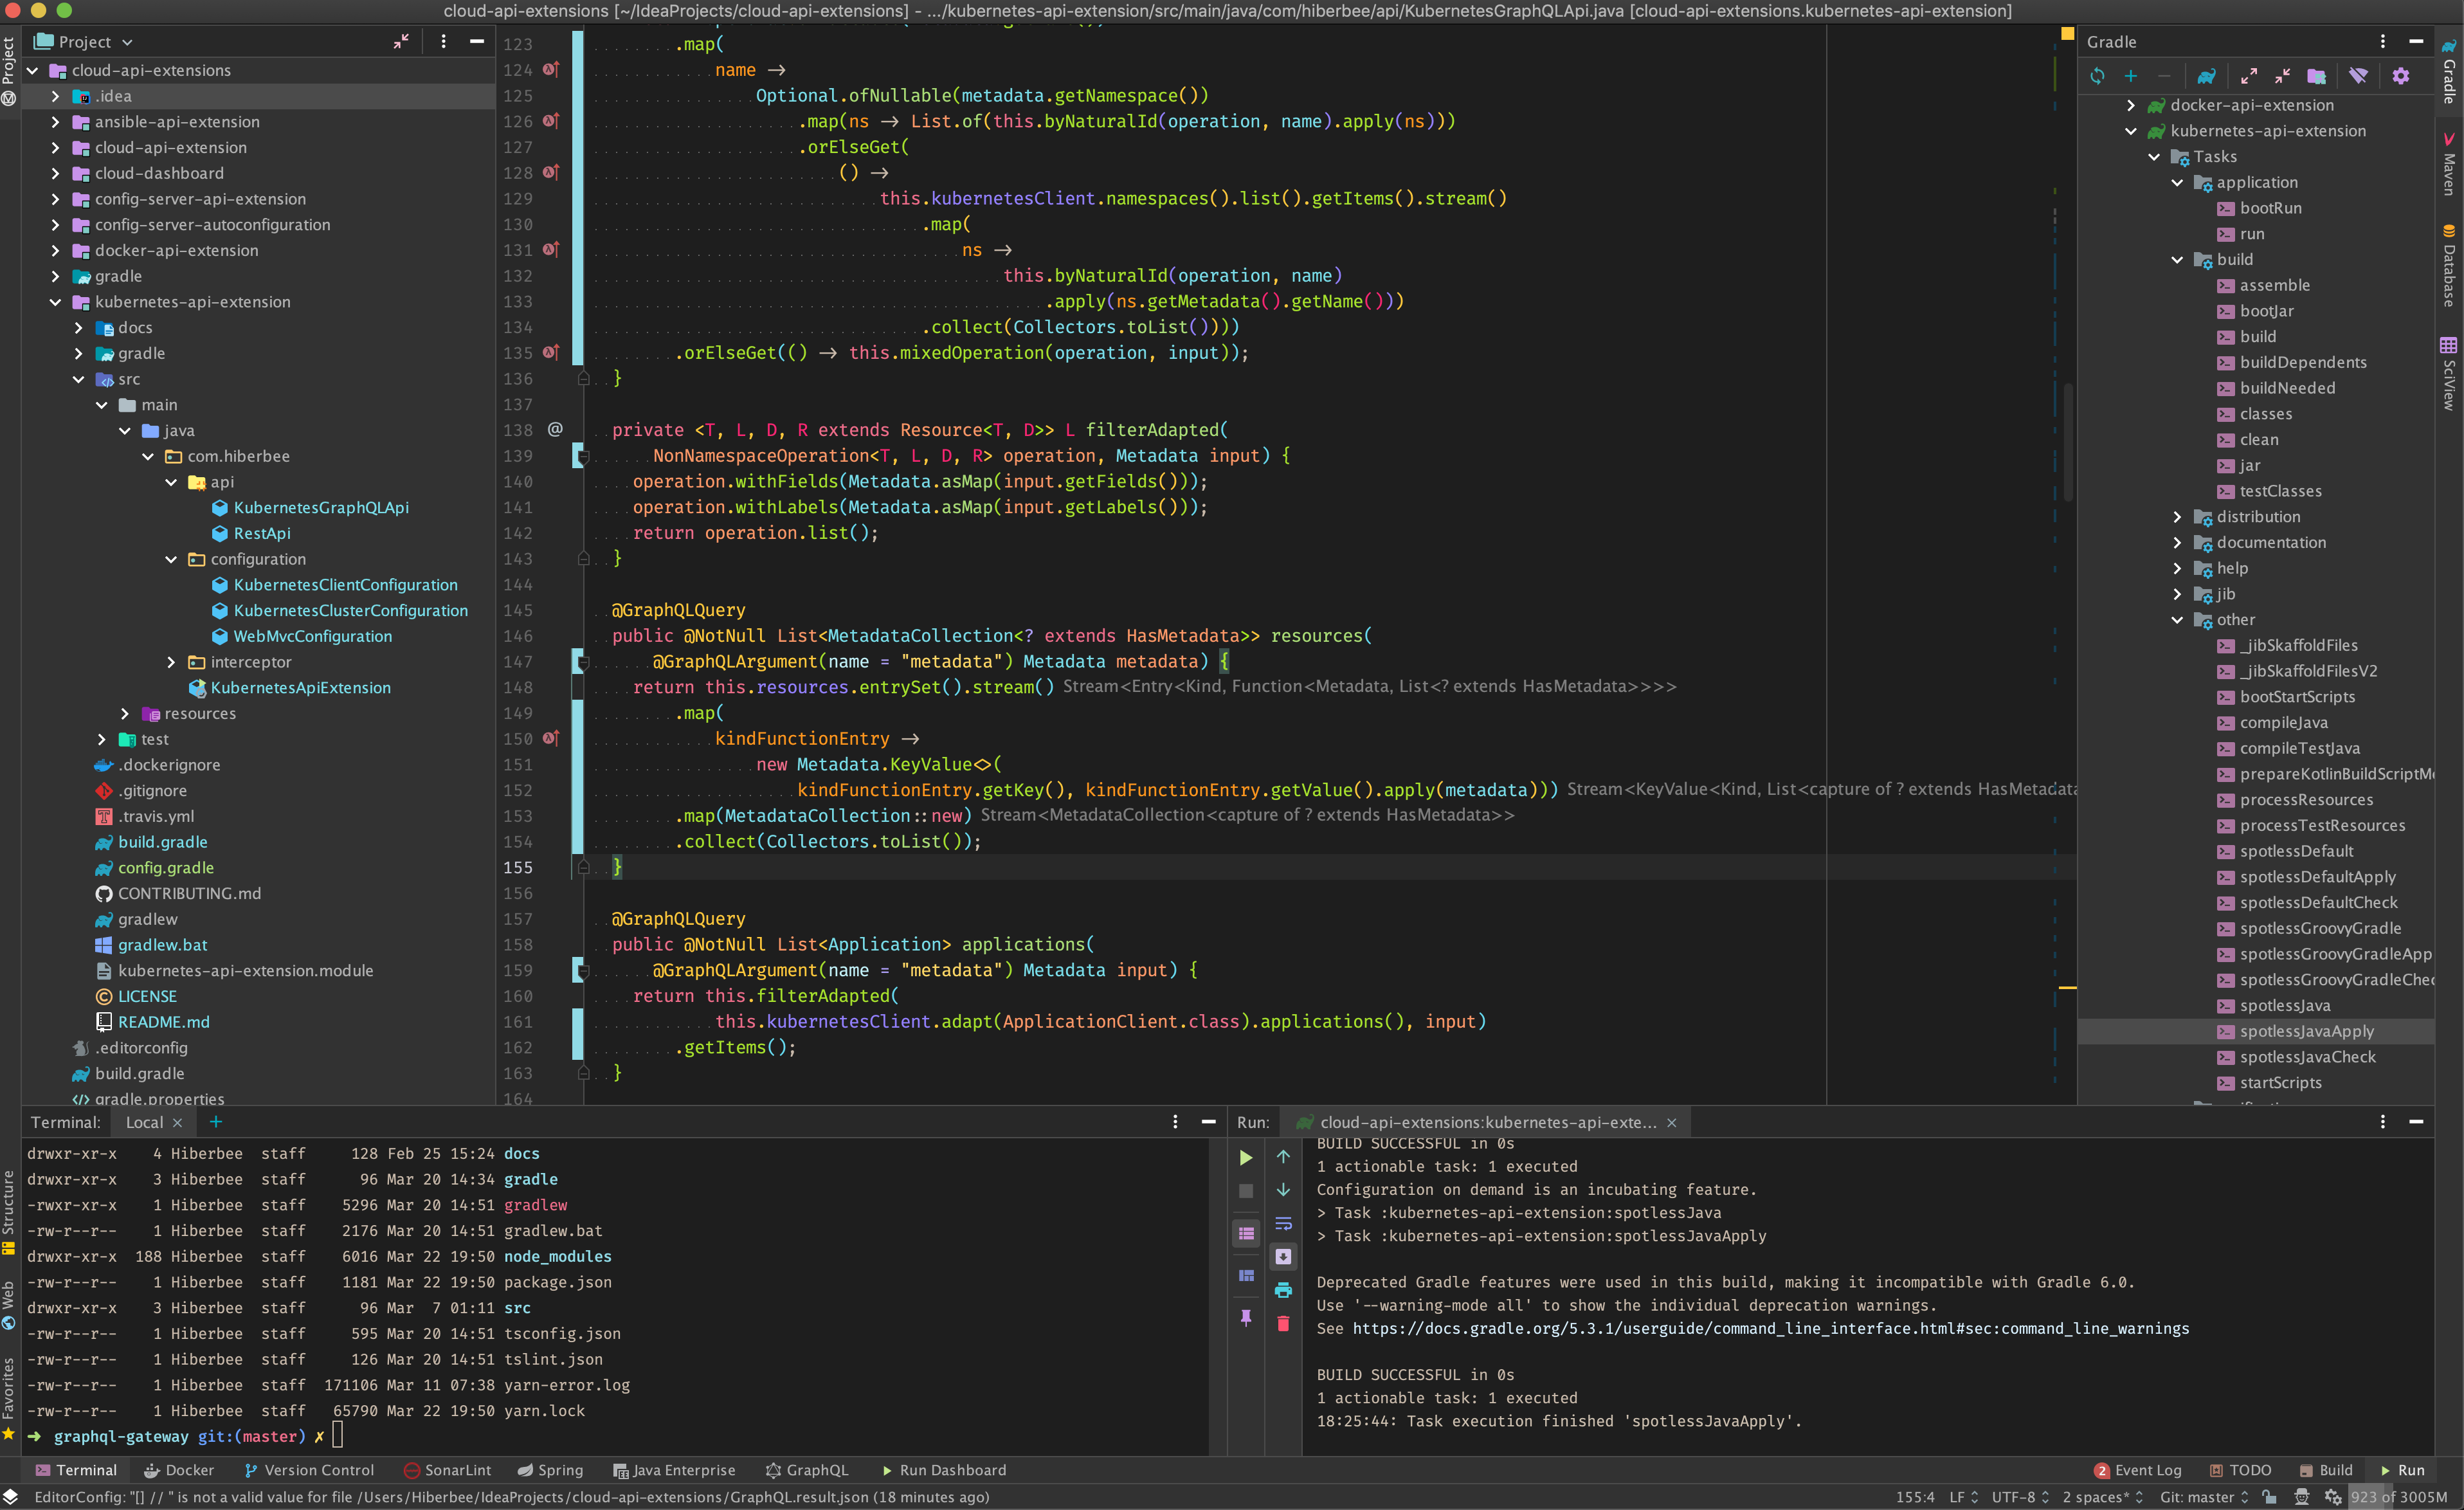 cloud-api-extensions [~/IdeaProjects/cloud-api-extensions] - .../kubernetes-api-extension/src/main/java/com/hiberbee/api/KubernetesGraphQLApi.java [cloud-api-extensions.kubernetes-api-extension]
Project
Project
cloud-api-extensions
.idea
ansible-api-extension
cloud-api-extension
cloud-dashboard
config-server-api-extension
config-server-autoconfiguration
docker-api-extension
gradle
kubernetes-api-extension
docs
gradle
src
main
java
com.hiberbee
api
KubernetesGraphQLApi
RestApi
configuration
KubernetesClientConfiguration
KubernetesClusterConfiguration
WebMvcConfiguration
interceptor
KubernetesApiExtension
resources
test
.dockerignore
.gitignore
.travis.yml
build.gradle
config.gradle
CONTRIBUTING.md
gradlew
gradlew.bat
kubernetes-api-extension.module
LICENSE
README.md
.editorconfig
build.gradle
gradle.properties
123 .map(
124 name ->
125 Optional.ofNullable(metadata.getNamespace())
126 .map(ns -> List.of(this.byNaturalId(operation, name).apply(ns)))
127 .orElseGet(
128 () ->
129 this.kubernetesClient.namespaces().list().getItems().stream()
130 .map(
131 ns ->
132 this.byNaturalId(operation, name)
133 .apply(ns.getMetadata().getName()))
134 .collect(Collectors.toList())))
135 .orElseGet(() -> this.mixedOperation(operation, input));
136 }
137
138 @ private <T, L, D, R extends Resource<T, D>> L filterAdapted(
139 NonNamespaceOperation<T, L, D, R> operation, Metadata input) {
140 operation.withFields(Metadata.asMap(input.getFields()));
141 operation.withLabels(Metadata.asMap(input.getLabels()));
142 return operation.list();
143 }
144
145 @GraphQLQuery
146 public @NotNull List<MetadataCollection<? extends HasMetadata>> resources(
147 @GraphQLArgument(name = "metadata") Metadata metadata) {
148 return this.resources.entrySet().stream() Stream<Entry<Kind, Function<Metadata, List<? extends HasMetadata>>>>
149 .map(
150 kindFunctionEntry ->
151 new Metadata.KeyValue<>(
152 kindFunctionEntry.getKey(), kindFunctionEntry.getValue().apply(metadata))) Stream<KeyValue<Kind, List<capture of ? extends HasMetadata
153 .map(MetadataCollection::new) Stream<MetadataCollection<capture of ? extends HasMetadata>>
154 .collect(Collectors.toList());
155 }
156
157 @GraphQLQuery
158 public @NotNull List<Application> applications(
159 @GraphQLArgument(name = "metadata") Metadata input) {
160 return this.filterAdapted(
161 this.kubernetesClient.adapt(ApplicationClient.class).applications(), input)
162 .getItems();
163 }
164
Gradle
docker-api-extension
kubernetes-api-extension
Tasks
application
bootRun
run
build
assemble
bootJar
build
buildDependents
buildNeeded
classes
clean
jar
testClasses
distribution
documentation
help
jib
other
_jibSkaffoldFiles
_jibSkaffoldFilesV2
bootStartScripts
compileJava
compileTestJava
prepareKotlinBuildScriptM
processResources
processTestResources
spotlessDefault
spotlessDefaultApply
spotlessDefaultCheck
spotlessGroovyGradle
spotlessGroovyGradleApp
spotlessGroovyGradleChec
spotlessJava
spotlessJavaApply
spotlessJavaCheck
startScripts
Gradle
Maven
Database
SciView
Structure
Web
Favorites
Terminal: Local
drwxr-xr-x 4 Hiberbee staff 128 Feb 25 15:24 docs
drwxr-xr-x 3 Hiberbee staff 96 Mar 20 14:34 gradle
-rwxr-xr-x 1 Hiberbee staff 5296 Mar 20 14:51 gradlew
-rw-r--r-- 1 Hiberbee staff 2176 Mar 20 14:51 gradlew.bat
drwxr-xr-x 188 Hiberbee staff 6016 Mar 22 19:50 node_modules
-rw-r--r-- 1 Hiberbee staff 1181 Mar 22 19:50 package.json
drwxr-xr-x 3 Hiberbee staff 96 Mar 7 01:11 src
-rw-r--r-- 1 Hiberbee staff 595 Mar 20 14:51 tsconfig.json
-rw-r--r-- 1 Hiberbee staff 126 Mar 20 14:51 tslint.json
-rw-r--r-- 1 Hiberbee staff 171106 Mar 11 07:38 yarn-error.log
-rw-r--r-- 1 Hiberbee staff 65790 Mar 22 19:50 yarn.lock
➜ graphql-gateway git:(master) ✗
Run: cloud-api-extensions:kubernetes-api-exte...
BUILD SUCCESSFUL in 0s
1 actionable task: 1 executed
Configuration on demand is an incubating feature.
> Task :kubernetes-api-extension:spotlessJava
> Task :kubernetes-api-extension:spotlessJavaApply
Deprecated Gradle features were used in this build, making it incompatible with Gradle 6.0.
Use '--warning-mode all' to show the individual deprecation warnings.
See https://docs.gradle.org/5.3.1/userguide/command_line_interface.html#sec:command_line_warnings
BUILD SUCCESSFUL in 0s
1 actionable task: 1 executed
18:25:44: Task execution finished 'spotlessJavaApply'.
Terminal Docker Version Control SonarLint Spring Java Enterprise GraphQL Run Dashboard 2 Event Log TODO Build Run
EditorConfig: "[] // " is not a valid value for file /Users/Hiberbee/IdeaProjects/cloud-api-extensions/GraphQL.result.json (18 minutes ago) 155:4 LF UTF-8 2 spaces* Git: master 923 of 3005M